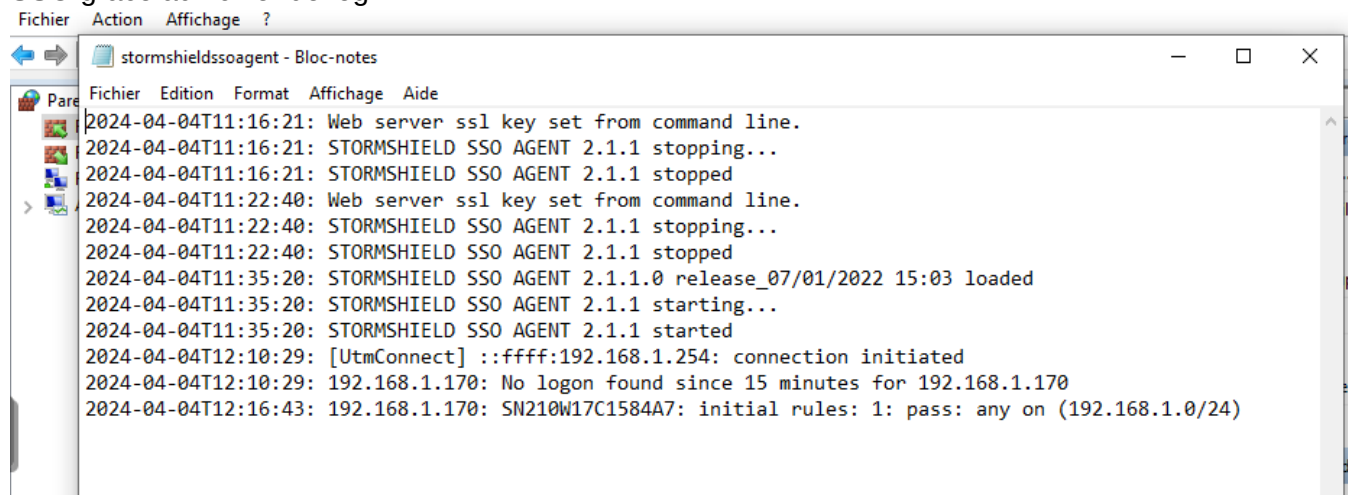 Fichier Action Affichage ?
stormshieldssoagent - Bloc-notes
Fichier Edition Format Affichage Aide
Pare
2024-04-04T11:16:21: Web server ssl key set from command line.
2024-04-04T11:16:21: STORMSHIELD SSO AGENT 2.1.1 stopping...
2024-04-04T11:16:21: STORMSHIELD SSO AGENT 2.1.1 stopped
2024-04-04T11:22:40: Web server ssl key set from command line.
2024-04-04T11:22:40: STORMSHIELD SSO AGENT 2.1.1 stopping...
2024-04-04T11:22:40: STORMSHIELD SSO AGENT 2.1.1 stopped
2024-04-04T11:35:20: STORMSHIELD SSO AGENT 2.1.1.0 release_07/01/2022 15:03 loaded
2024-04-04T11:35:20: STORMSHIELD SSO AGENT 2.1.1 starting...
2024-04-04T11:35:20: STORMSHIELD SSO AGENT 2.1.1 started
2024-04-04T12:10:29: [UtmConnect] ::ffff:192.168.1.254: connection initiated
2024-04-04T12:10:29: 192.168.1.170: No logon found since 15 minutes for 192.168.1.170
2024-04-04T12:16:43: 192.168.1.170: SN210W17C1584A7: initial rules: 1: pass: any on (192.168.1.0/24)